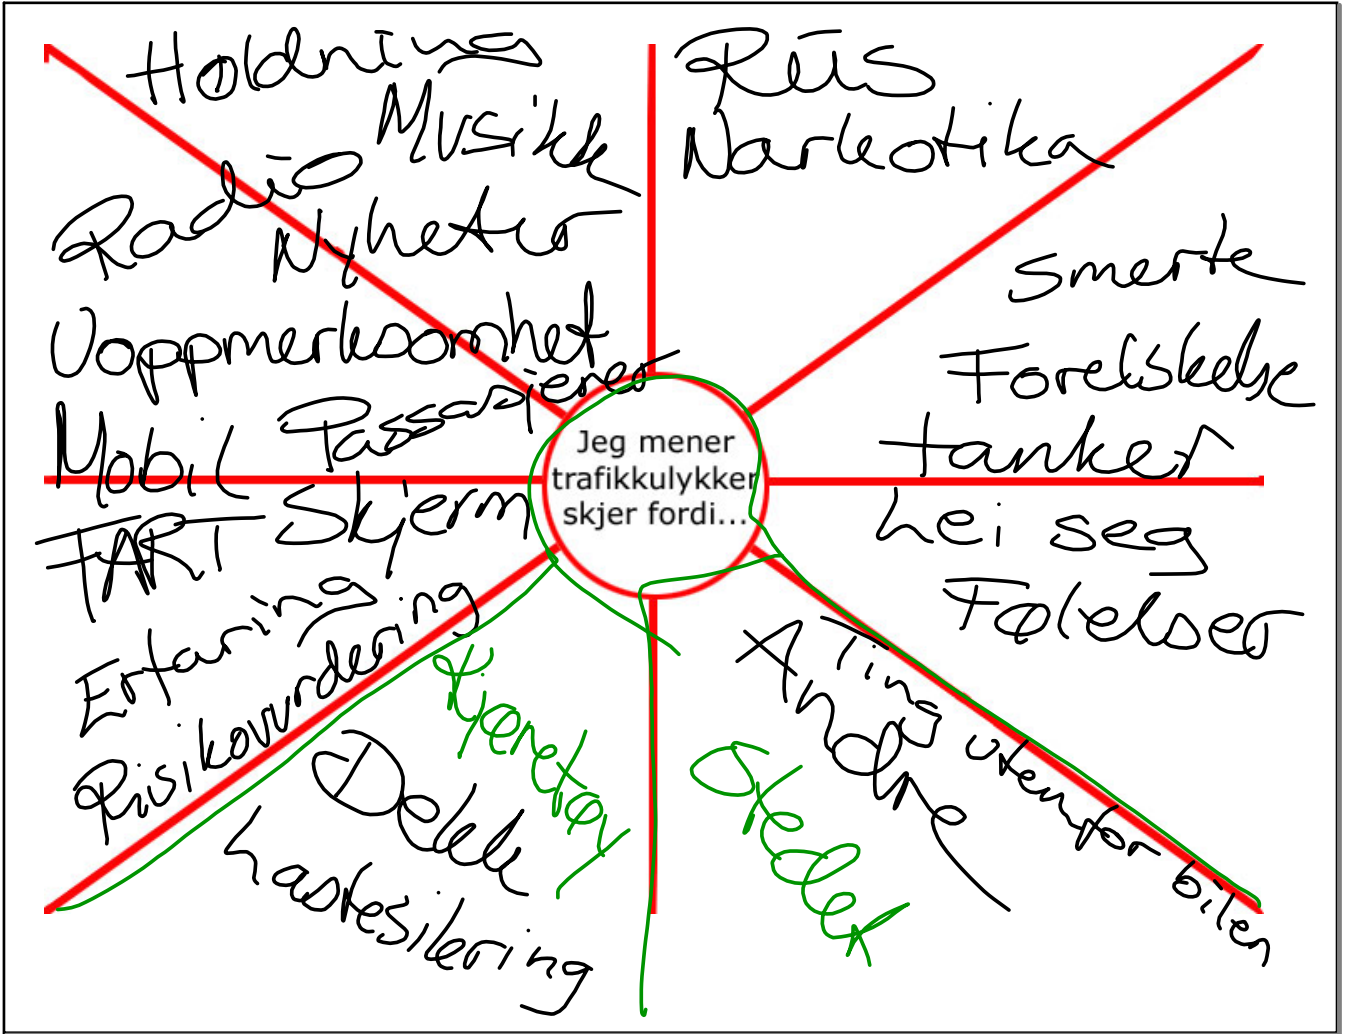 Holdning
Musikk
Radio
Nyheter
Uoppmerksomhet
Passasjerer
Mobil
Skjerm
FART
Erfaring
Risikovurdering
Rus
Narkotika
Smerte
Forelskelse
tanker
lei seg
Følelser
Jeg mener
trafikkulykker
skjer fordi...
Kjøretøy
Dekk
Lastesikring
Ting utenfor bilen
Andre
Stedet